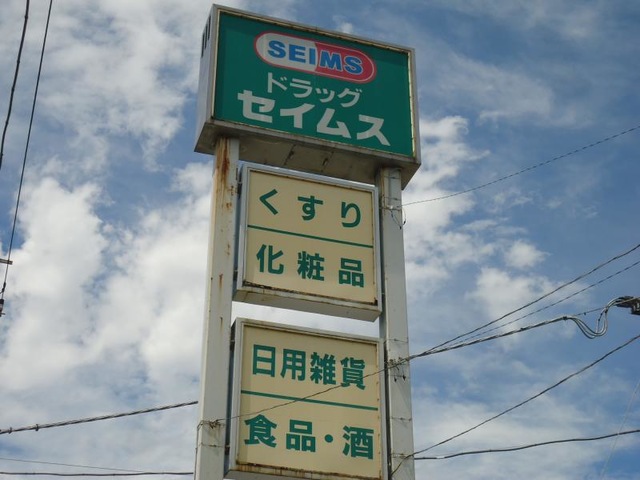 SEIMS
ドラッグ
セイムス
くすり
化粧品
日用雑貨
食品・酒